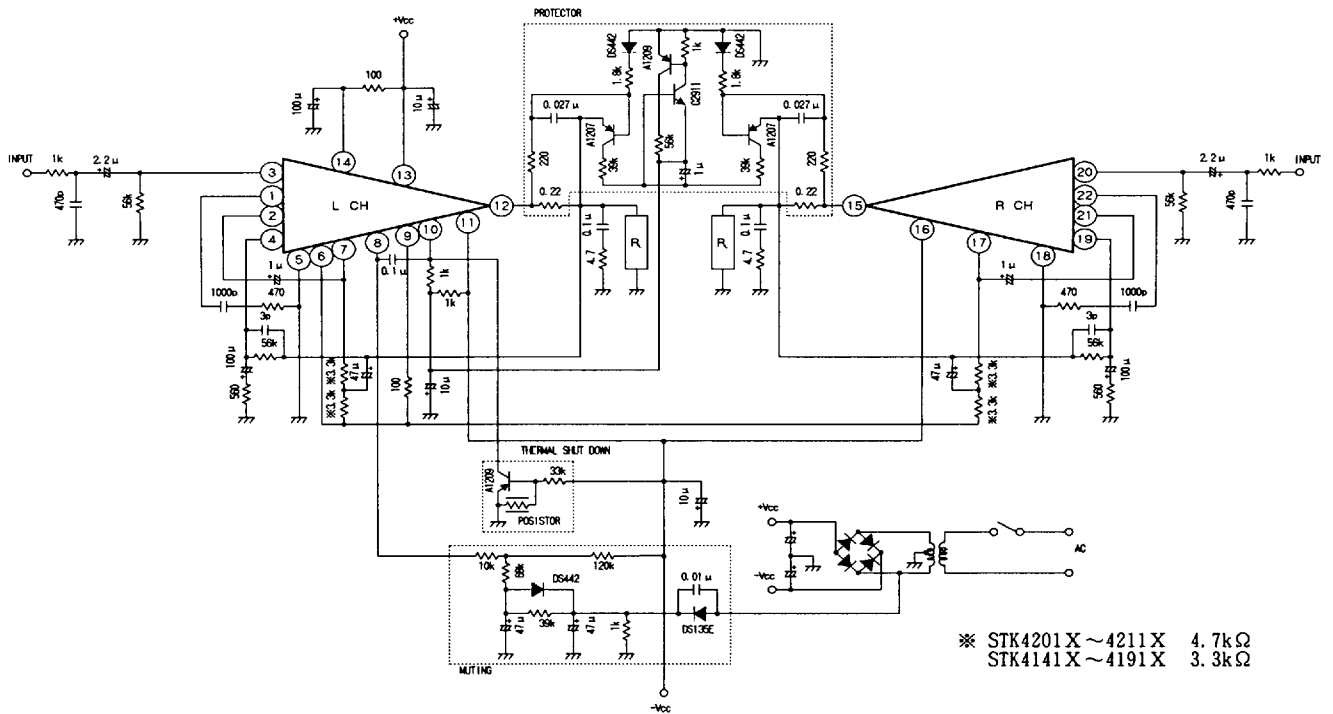 PROTECTOR
+Vcc
DS442
A1209
1k
DS442
1.8k
C2911
1.8k
100
100μ
10μ
0.027μ
A1207
56k
A1207
0.027μ
39k
1μ
39k
220
220
INPUT
1k
2.2μ
470p
56k
3
1
2
4
5
6
7
8
9
10
11
12
13
14
L CH
0.22
0.22
0.1μ
4.7
R
R
0.1μ
4.7
15
16
17
18
19
21
22
20
R CH
2.2μ
1k
INPUT
56k
470p
1μ
0.1μ
1k
1k
1μ
1000p
470
3p
56k
100μ
560
※3.3k
※3.3k
47μ
100
10μ
470
1000p
3p
56k
100μ
560
47μ
※3.3k
※3.3k
THERMAL SHUT DOWN
A1209
33k
POSISTOR
10μ
+Vcc
-Vcc
AC
10k
120k
DS442
39k
47μ
47μ
1k
0.01μ
DS135E
MUTING
-Vcc
※ STK4201X～4211X 4.7kΩ
STK4141X～4191X 3.3kΩ